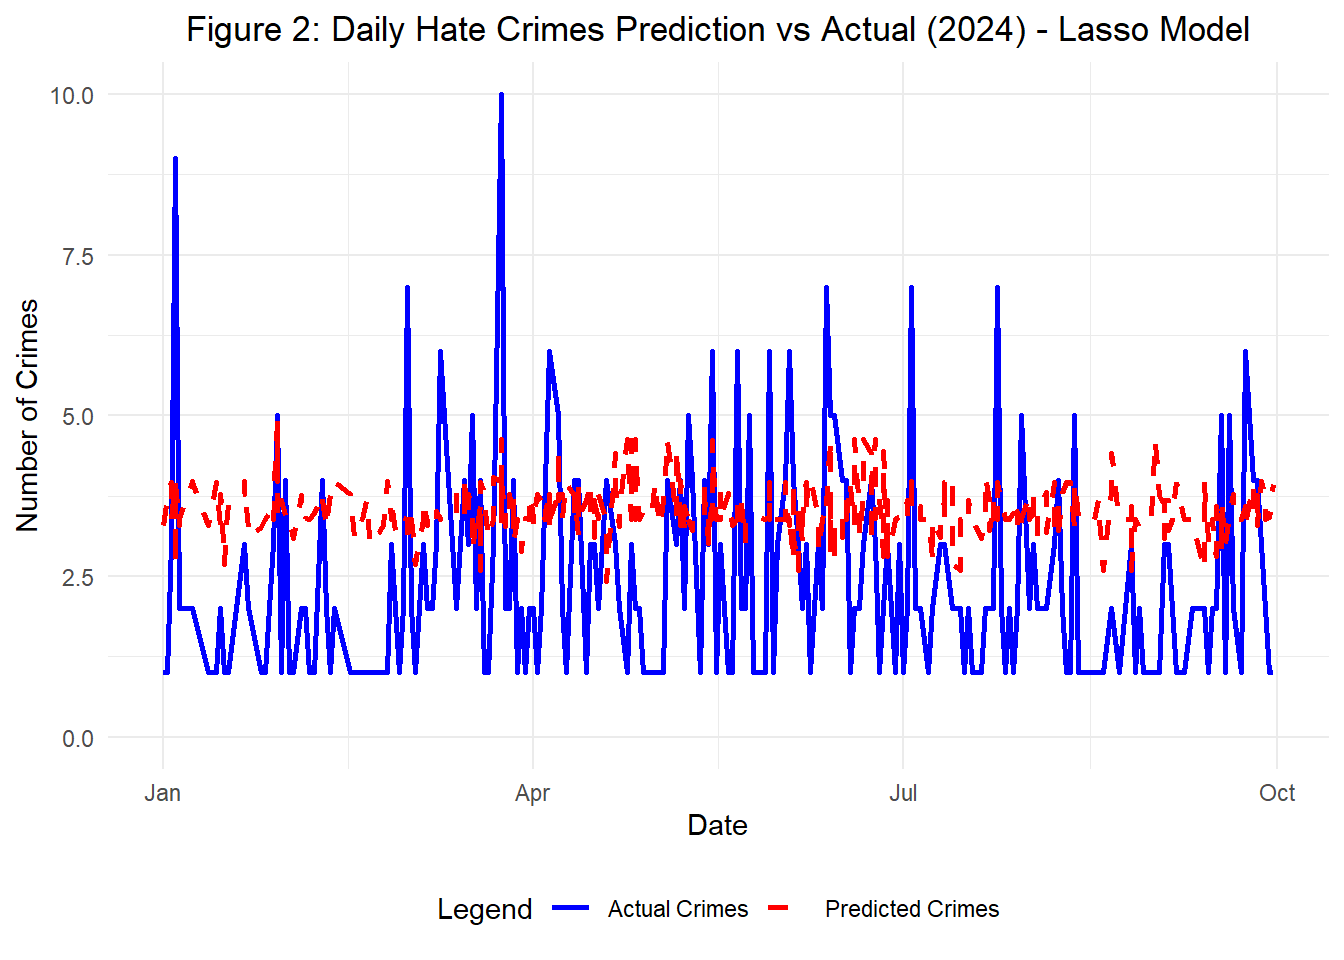 Figure 2: Daily Hate Crimes Prediction vs Actual (2024) - Lasso Model
10.0
7.5
5.0
2.5
0.0
Number of Crimes
Jan Apr Jul Oct
Date
Legend Actual Crimes Predicted Crimes